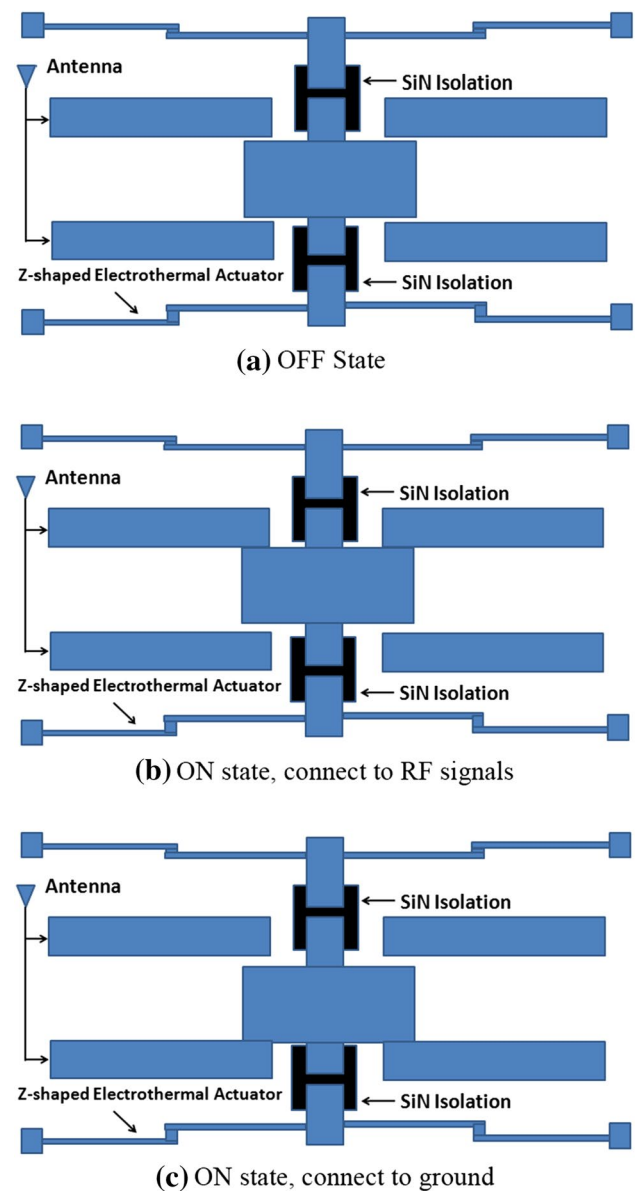 Antenna
SiN Isolation
Z-shaped Electrothermal Actuator
SiN Isolation
(a) OFF State
Antenna
SiN Isolation
Z-shaped Electrothermal Actuator
SiN Isolation
(b) ON state, connect to RF signals
Antenna
SiN Isolation
Z-shaped Electrothermal Actuator
SiN Isolation
(c) ON state, connect to ground